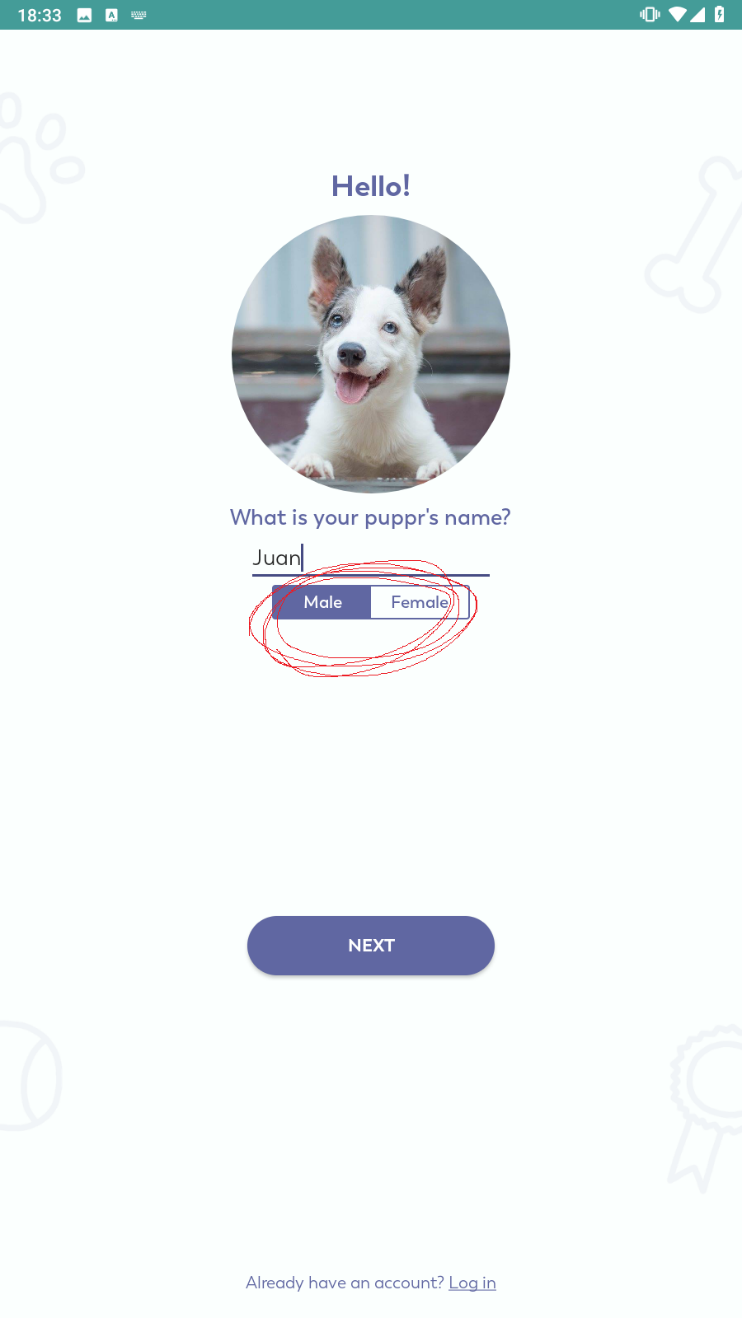 18:33
Hello!
What is your puppr's name?
Juan
Male Female
NEXT
Already have an account? Log in